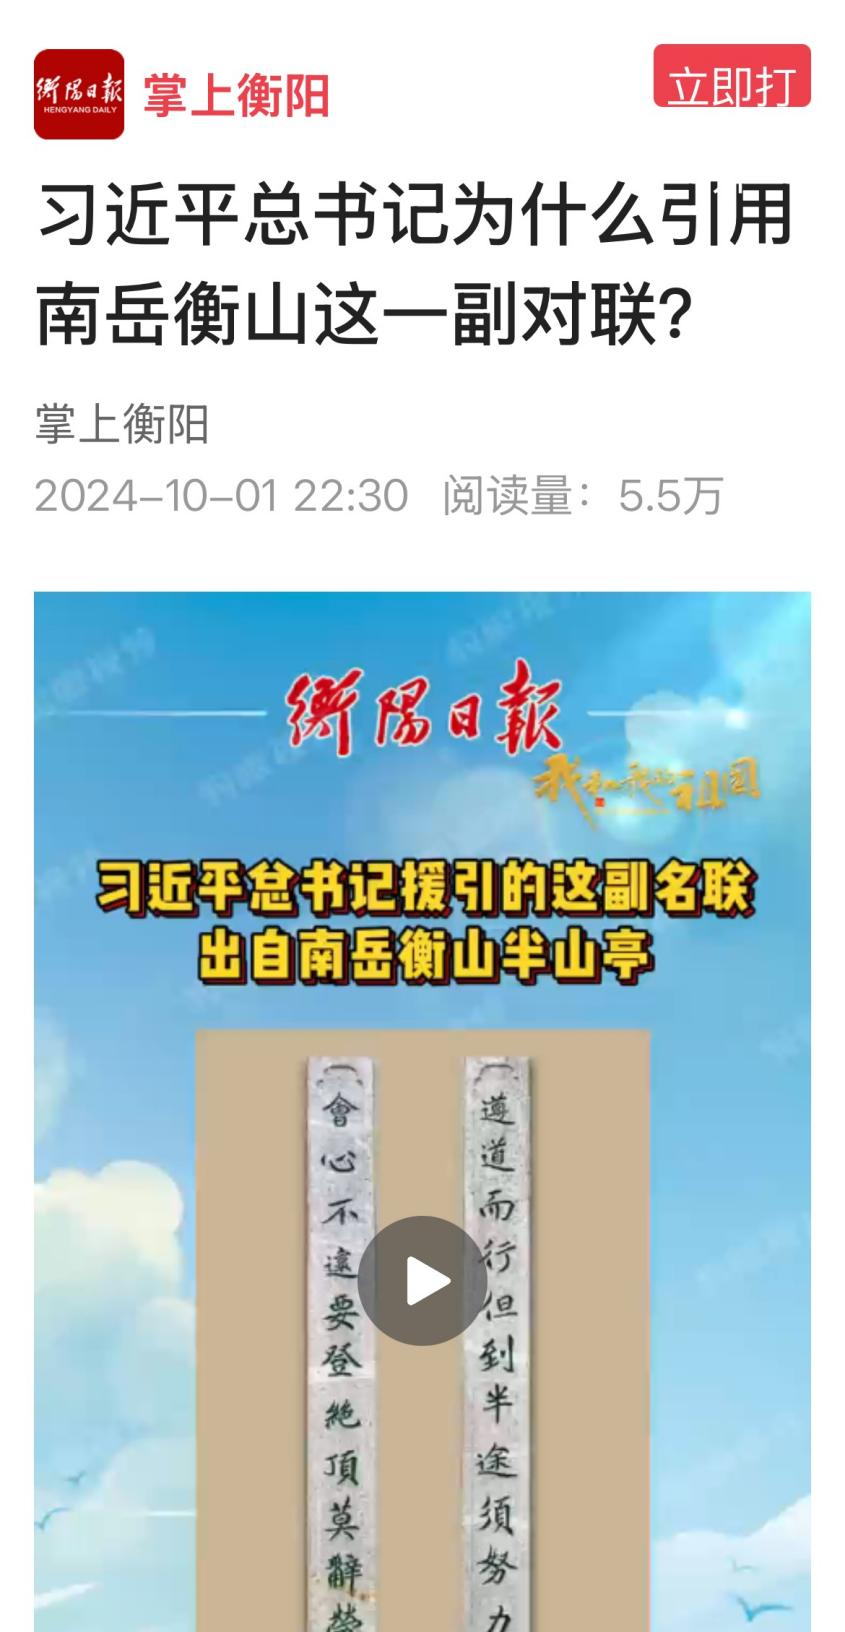 衡陽日報
HENGYANG DAILY
掌上衡阳
立即打
习近平总书记为什么引用
南岳衡山这一副对联?
掌上衡阳
2024-10-01 22:30 阅读量：5.5万
衡陽日報
我和我的祖国
习近平总书记援引的这副名联
出自南岳衡山半山亭
遵道而行但到半途須努力
會心不遠要登絶頂莫辭勞